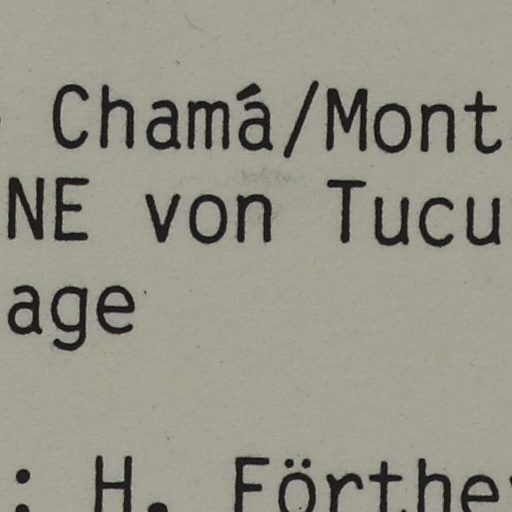 Chamá/Mont
NE von Tucu
age
: H. Förthe